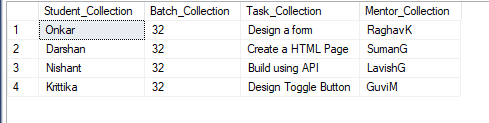 Student_Collection Batch_Collection Task_Collection Mentor_Collection
1 Onkar 32 Design a form RaghavK
2 Darshan 32 Create a HTML Page SumanG
3 Nishant 32 Build using API LavishG
4 Krittika 32 Design Toggle Button GuviM